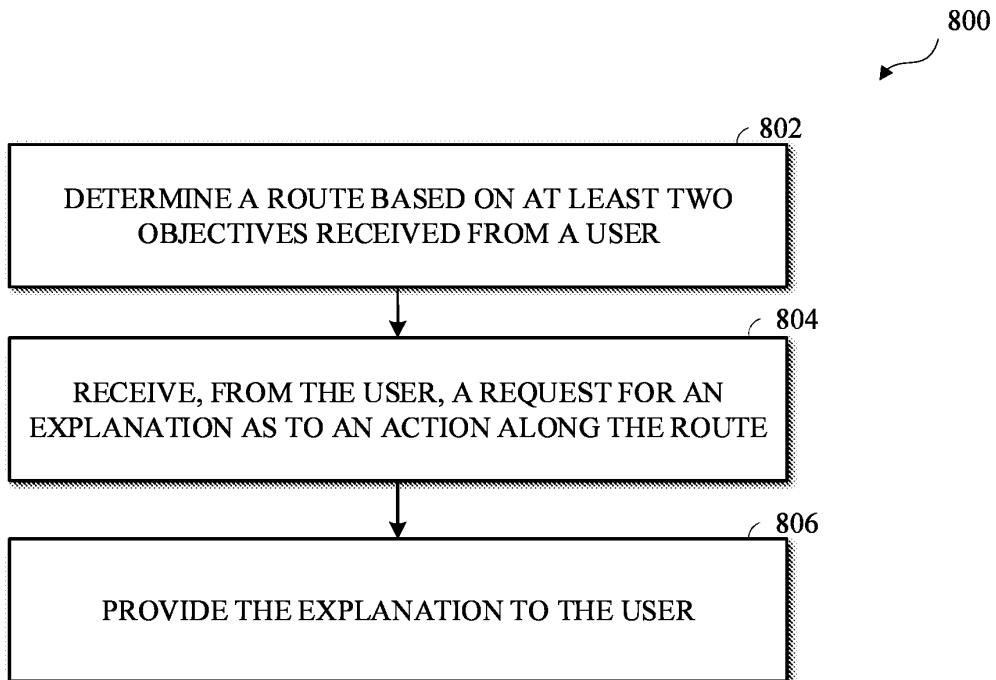 800
802
DETERMINE A ROUTE BASED ON AT LEAST TWO
OBJECTIVES RECEIVED FROM A USER
804
RECEIVE, FROM THE USER, A REQUEST FOR AN
EXPLANATION AS TO AN ACTION ALONG THE ROUTE
806
PROVIDE THE EXPLANATION TO THE USER